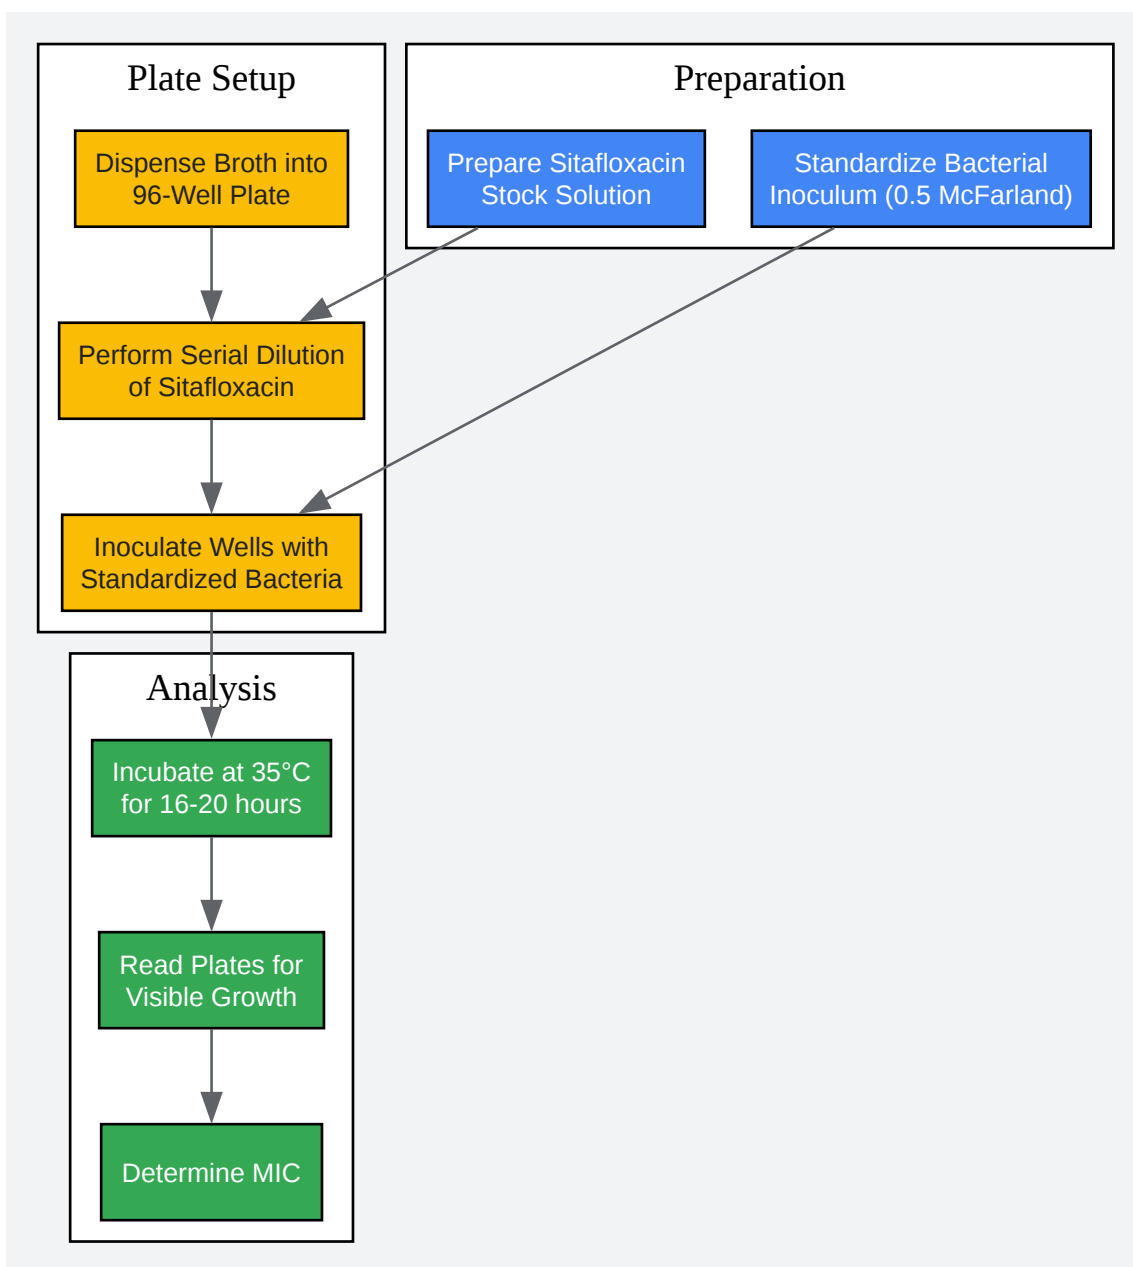 Plate Setup
Dispense Broth into
96-Well Plate
Perform Serial Dilution
of Sitafloxacin
Inoculate Wells with
Standardized Bacteria
Preparation
Prepare Sitafloxacin
Stock Solution
Standardize Bacterial
Inoculum (0.5 McFarland)
Analysis
Incubate at 35°C
for 16-20 hours
Read Plates for
Visible Growth
Determine MIC